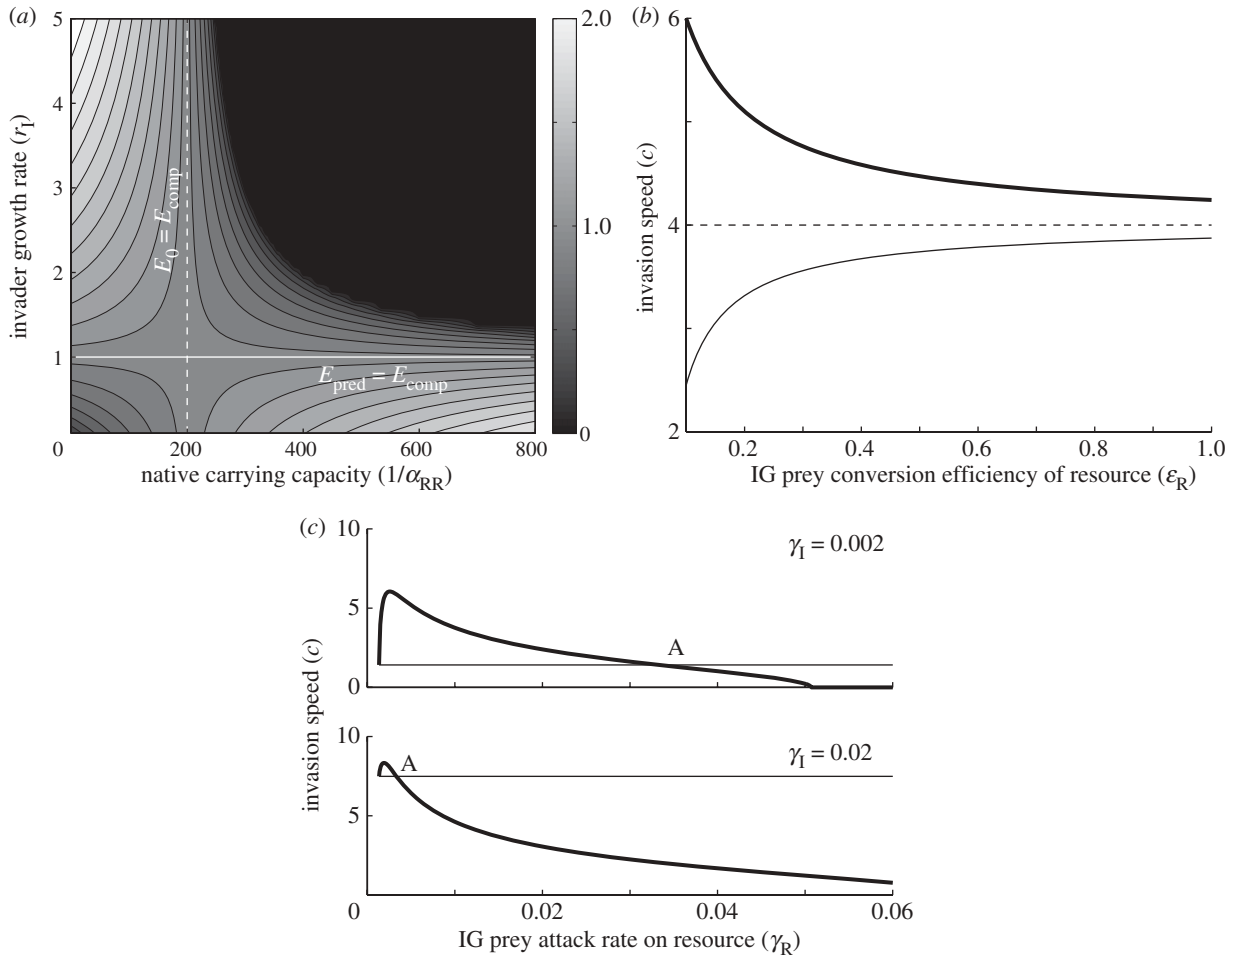 (a)
5
4
3
2
1
0
200
400
600
800
invader growth rate (r_I)
native carrying capacity (1/α_RR)
E_0 = E_comp
E_pred = E_comp
2.0
1.0
0
(b)
6
4
2
0.2
0.4
0.6
0.8
1.0
invasion speed (c)
IG prey conversion efficiency of resource (ε_R)
(c)
10
5
0
γ_I = 0.002
A
invasion speed (c)
10
5
0
γ_I = 0.02
A
0.02
0.04
0.06
IG prey attack rate on resource (γ_R)